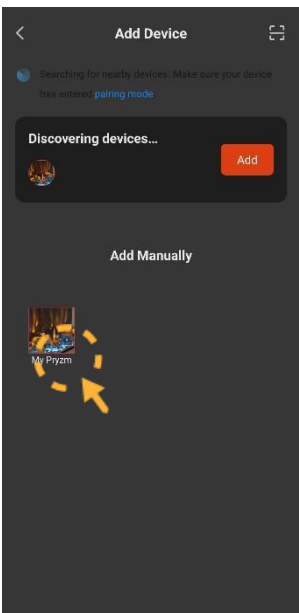 Add Device
Searching for nearby devices. Make sure your device
has entered pairing mode
Discovering devices...
Add
Add Manually
My Pryzm